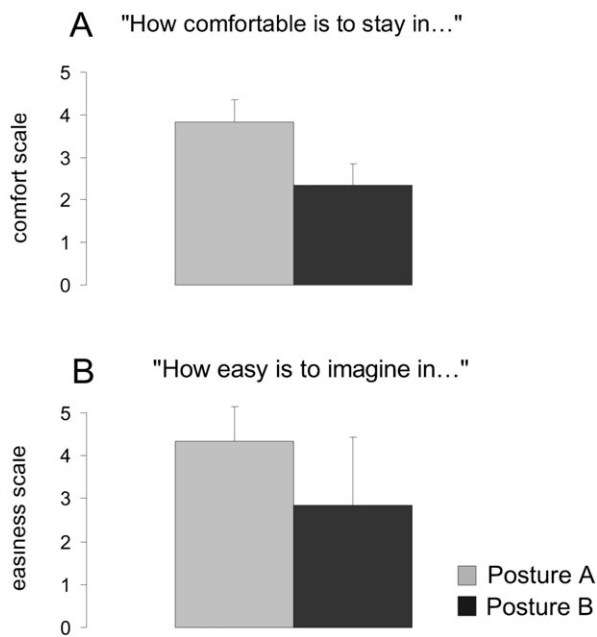 A "How comfortable is to stay in…"
5
4
3
2
1
0
comfort scale
B "How easy is to imagine in…"
5
4
3
2
1
0
easiness scale
Posture A
Posture B